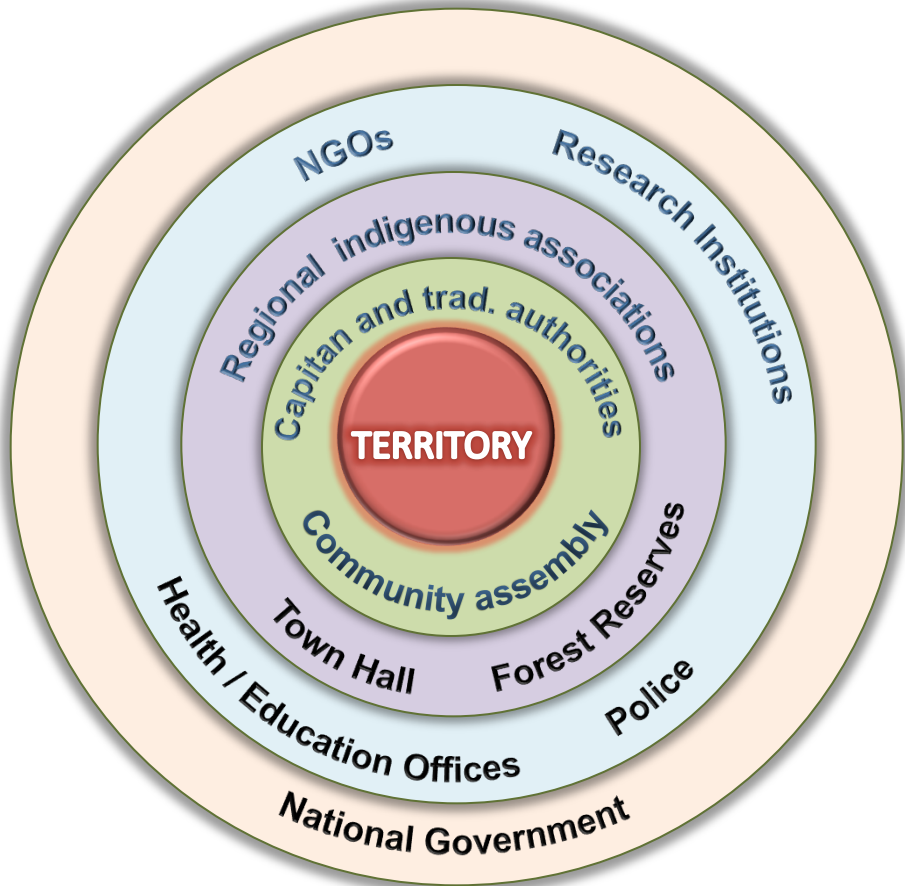 NGOs
Research Institutions
Regional indigenous associations
Capitan and trad. authorities
TERRITORY
Community assembly
Town Hall
Forest Reserves
Health / Education Offices
Police
National Government